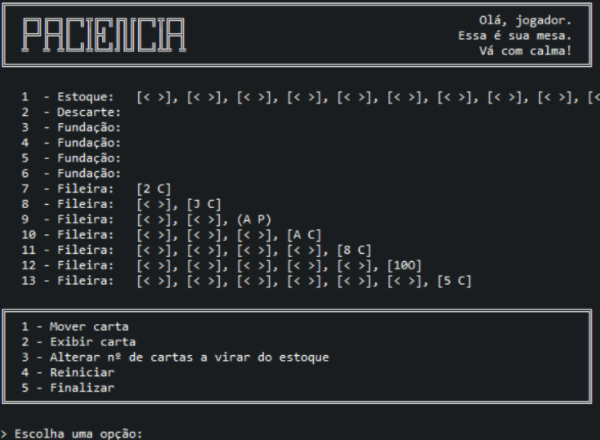 PACIENCIA
Olá, jogador.
Essa é sua mesa.
Vá com calma!
1 - Estoque: [< >], [< >], [< >], [< >], [< >], [< >], [< >], [< >], [< >], [<
2 - Descarte:
3 - Fundação:
4 - Fundação:
5 - Fundação:
6 - Fundação:
7 - Fileira: [2 C]
8 - Fileira: [< >], [J C]
9 - Fileira: [< >], [< >], (A P)
10 - Fileira: [< >], [< >], [< >], [A C]
11 - Fileira: [< >], [< >], [< >], [< >], [8 C]
12 - Fileira: [< >], [< >], [< >], [< >], [< >], [10O]
13 - Fileira: [< >], [< >], [< >], [< >], [< >], [< >], [5 C]
1 - Mover carta
2 - Exibir carta
3 - Alterar nº de cartas a virar do estoque
4 - Reiniciar
5 - Finalizar
> Escolha uma opção: